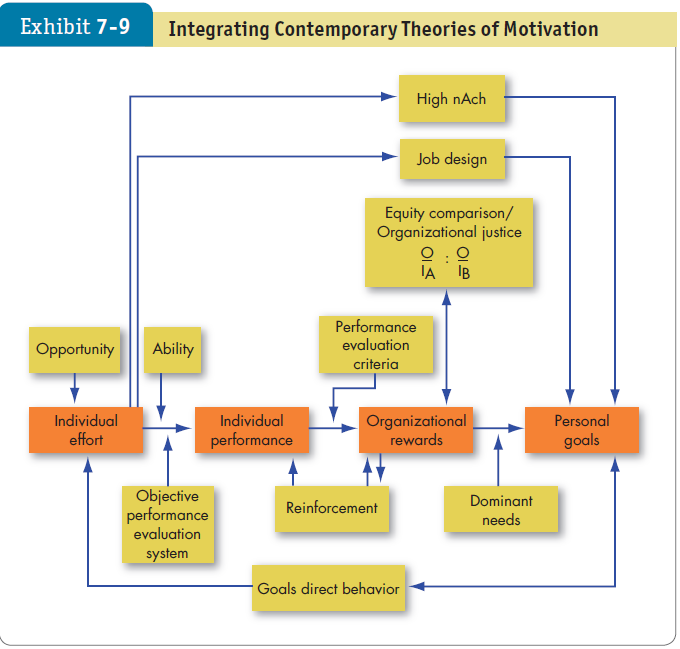 Exhibit 7-9
Integrating Contemporary Theories of Motivation
High nAch
Job design
Equity comparison/
Organizational justice
O : O
IA IB
Opportunity
Ability
Performance
evaluation
criteria
Individual
effort
Individual
performance
Organizational
rewards
Personal
goals
Objective
performance
evaluation
system
Reinforcement
Dominant
needs
Goals direct behavior